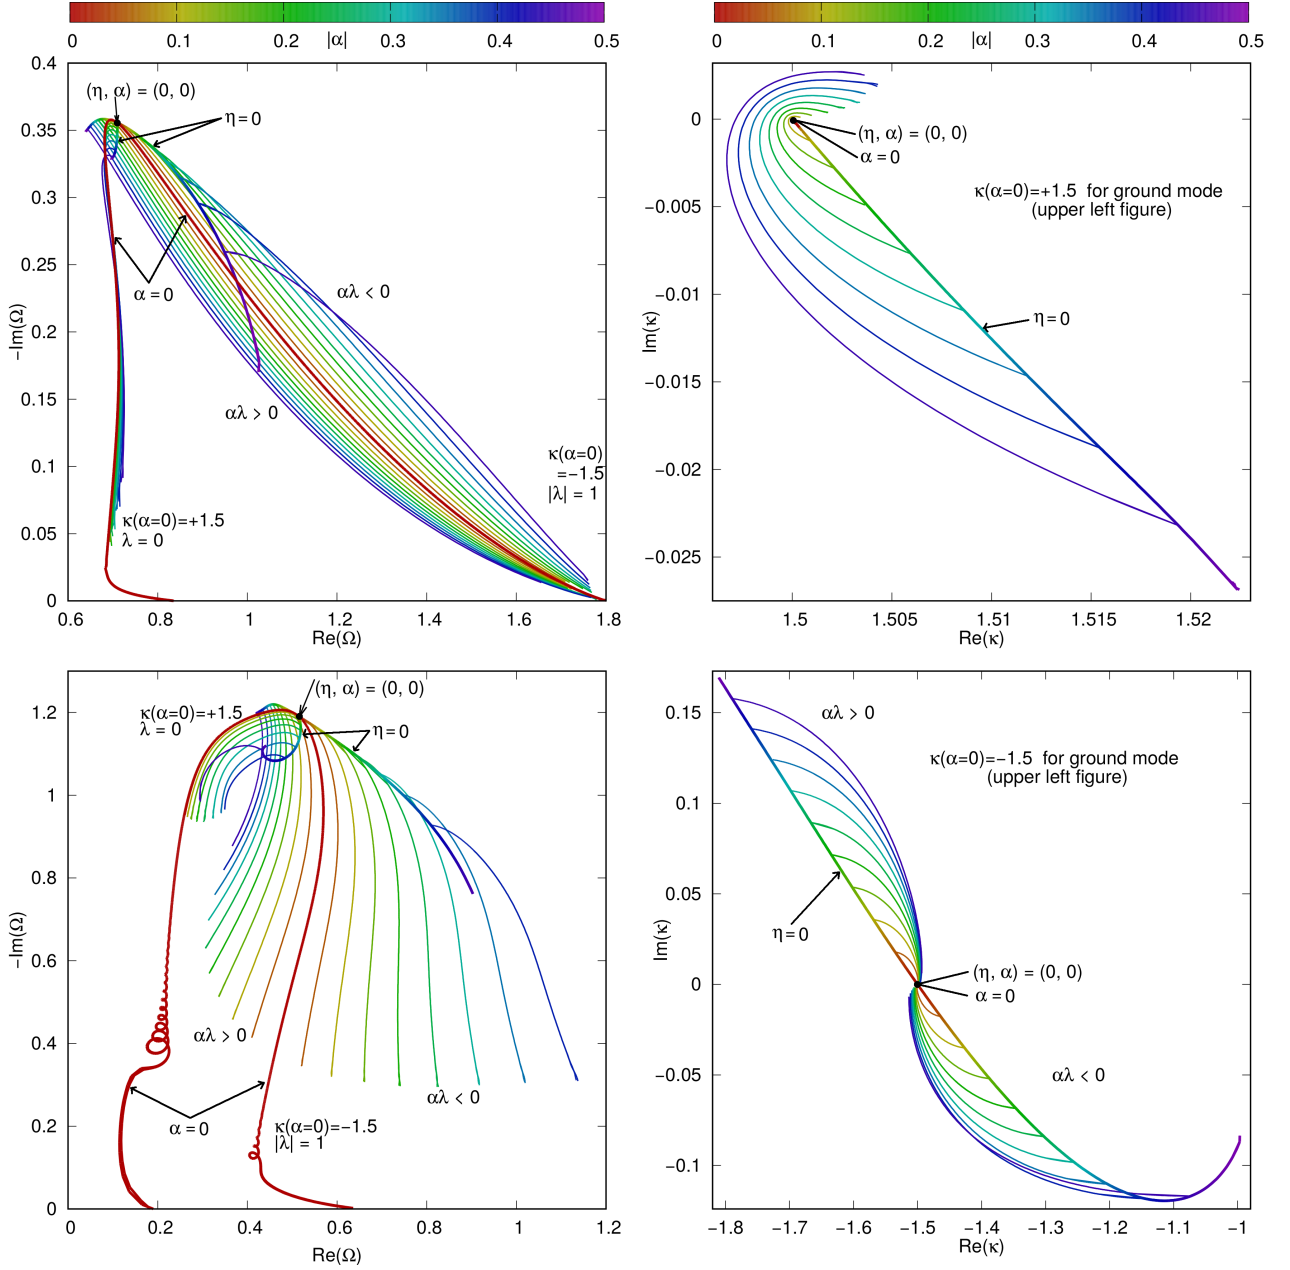 0 0.1 0.2 |α| 0.3 0.4 0.5
0 0.1 0.2 |α| 0.3 0.4 0.5
0.4
0.35
0.3
0.25
0.2
0.15
0.1
0.05
0
−Im(Ω)
(η, α) = (0, 0)
η = 0
α = 0
αλ < 0
αλ > 0
κ(α=0)
=−1.5
|λ| = 1
κ(α=0)=+1.5
λ = 0
0.6 0.8 1 1.2 1.4 1.6 1.8
Re(Ω)
0
−0.005
−0.01
−0.015
−0.02
−0.025
Im(κ)
(η, α) = (0, 0)
α = 0
κ(α=0)=+1.5 for ground mode
(upper left figure)
η = 0
1.5 1.505 1.51 1.515 1.52
Re(κ)
1.2
1
0.8
0.6
0.4
0.2
0
−Im(Ω)
(η, α) = (0, 0)
κ(α=0)=+1.5
λ = 0
η = 0
αλ > 0
αλ < 0
α = 0
κ(α=0)=−1.5
|λ| = 1
0 0.2 0.4 0.6 0.8 1 1.2
Re(Ω)
0.15
0.1
0.05
0
−0.05
−0.1
Im(κ)
αλ > 0
κ(α=0)=−1.5 for ground mode
(upper left figure)
η = 0
(η, α) = (0, 0)
α = 0
αλ < 0
−1.8 −1.7 −1.6 −1.5 −1.4 −1.3 −1.2 −1.1 −1
Re(κ)